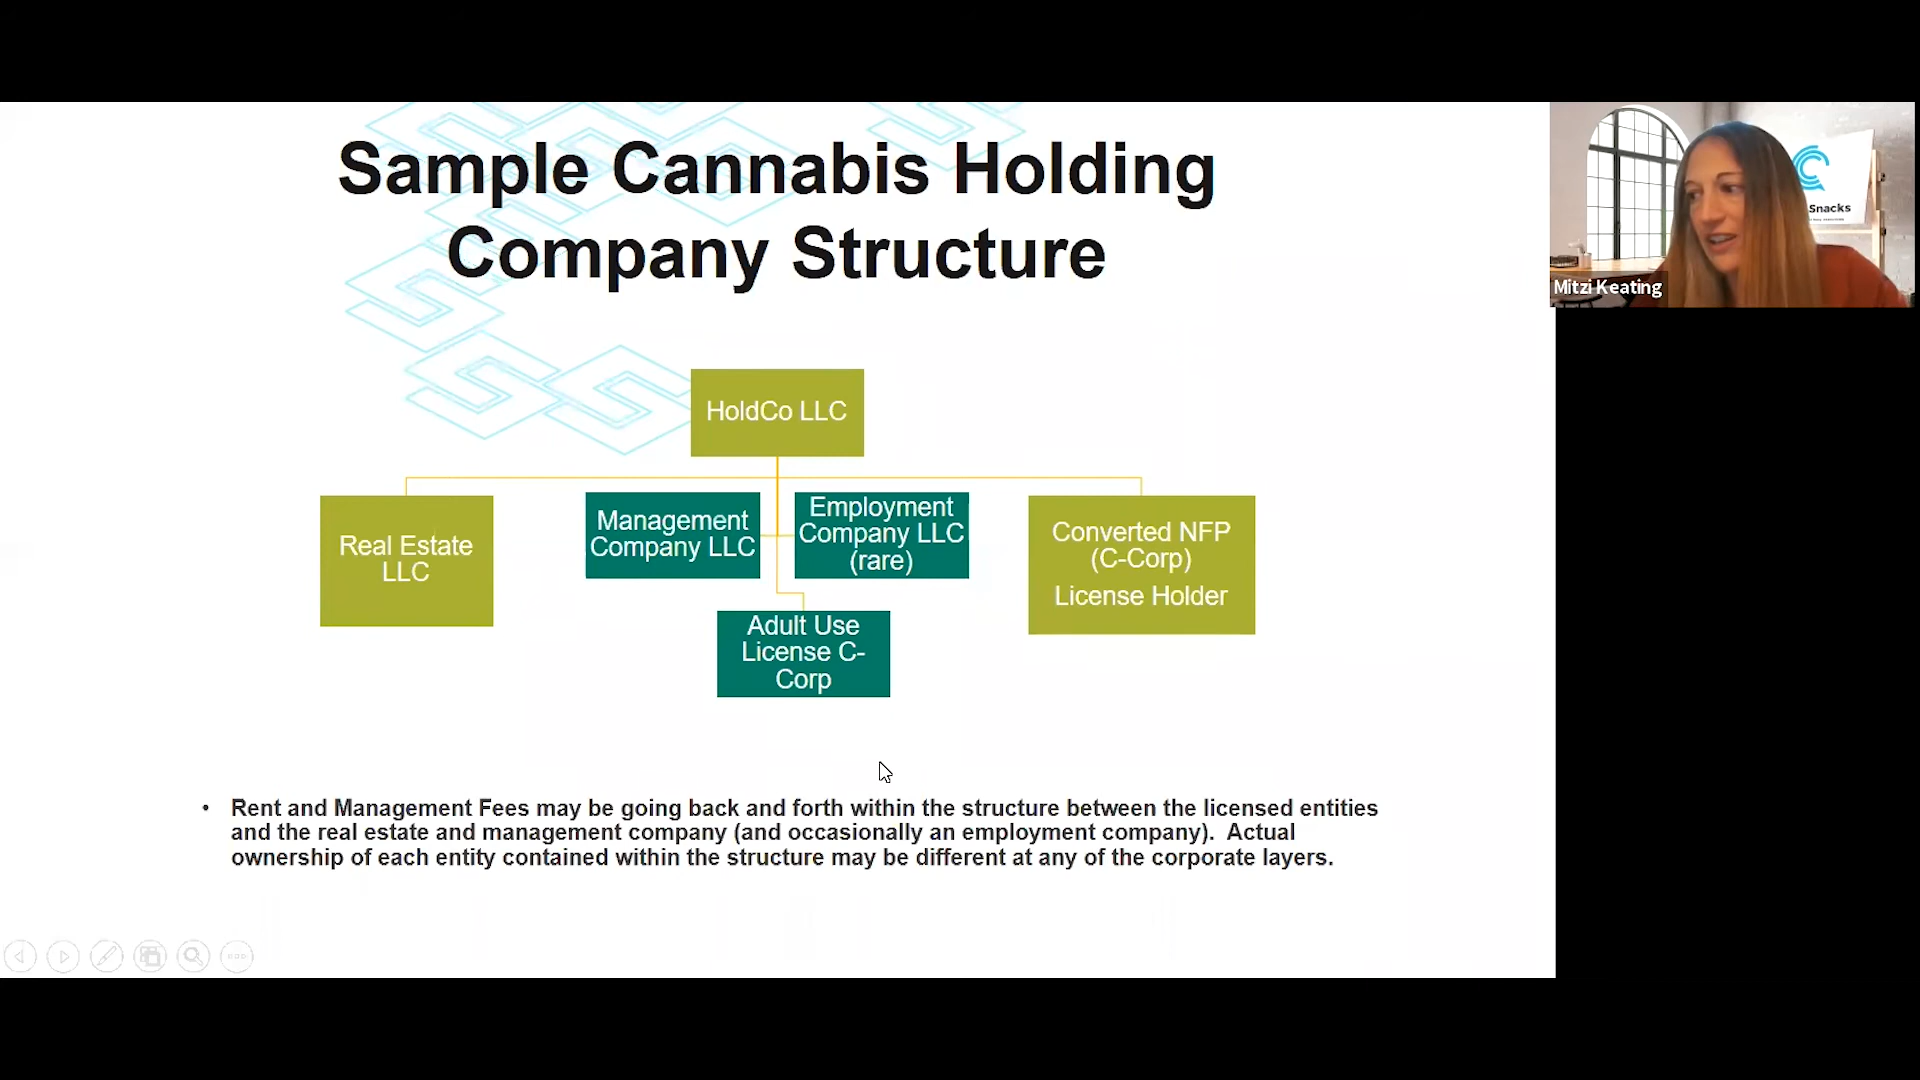 Sample Cannabis Holding
Company Structure
HoldCo LLC
Real Estate
LLC
Management
Company LLC
Employment
Company LLC
(rare)
Converted NFP
(C-Corp)
License Holder
Adult Use
License C-
Corp
• Rent and Management Fees may be going back and forth within the structure between the licensed entities
and the real estate and management company (and occasionally an employment company). Actual
ownership of each entity contained within the structure may be different at any of the corporate layers.
Snacks
Mitzi Keating